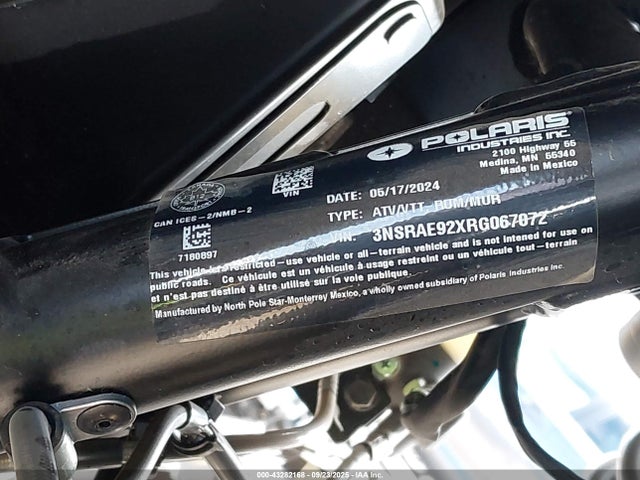 POLARIS
INDUSTRIES INC.
2100 Highway 55
Medina, MN 55340
Made in Mexico
VIN
CAN ICES-2/NMB-2
7180897
DATE: 06/17/2024
TYPE: ATV/VTT RUM/MUR
VIN: 3NSRAE92XRG067072
This vehicle is restricted-use vehicle or all-terrain vehicle and is not intended for use on
public roads. Ce véhicule est un véhicule à usage restreint ou un véhicule tout-terrain
et n'est pas destiné à être utilisé sur la voie publique.
Manufactured by North Pole Star-Monterrey Mexico, a wholly owned subsidiary of Polaris Industries Inc.
000-43282168 - 09/23/2025 - IAA Inc.